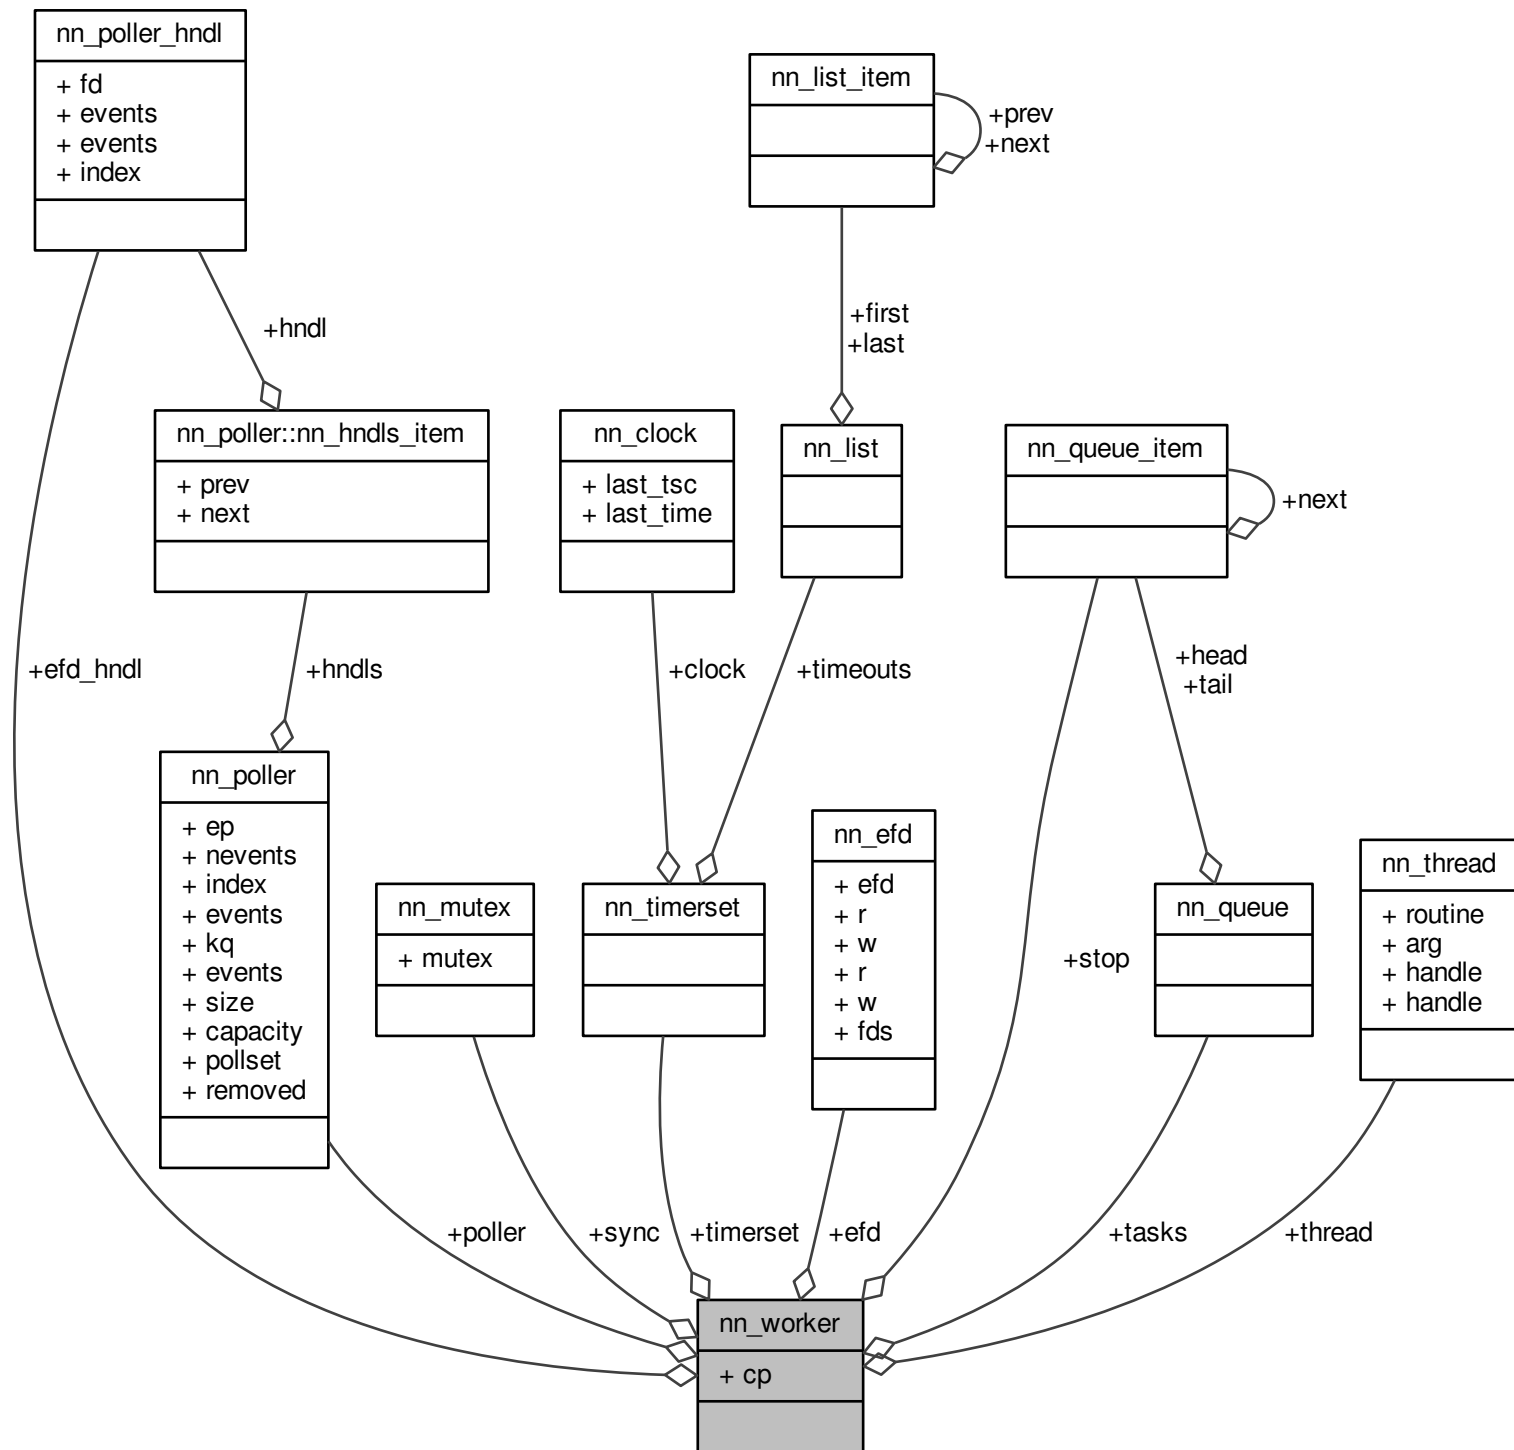 nn_poller_hndl
+ fd
+ events
+ events
+ index
nn_list_item
+prev
+next
+hndl
+first
+last
nn_poller::nn_hndls_item
+ prev
+ next
nn_clock
+ last_tsc
+ last_time
nn_list
nn_queue_item
+next
+efd_hndl
+hndls
+clock
+timeouts
+head
+tail
nn_poller
+ ep
+ nevents
+ index
+ events
+ kq
+ events
+ size
+ capacity
+ pollset
+ removed
nn_mutex
+ mutex
nn_timerset
nn_efd
+ efd
+ r
+ w
+ r
+ w
+ fds
+stop
nn_queue
nn_thread
+ routine
+ arg
+ handle
+ handle
+poller
+sync
+timerset
+efd
+tasks
+thread
nn_worker
+ cp